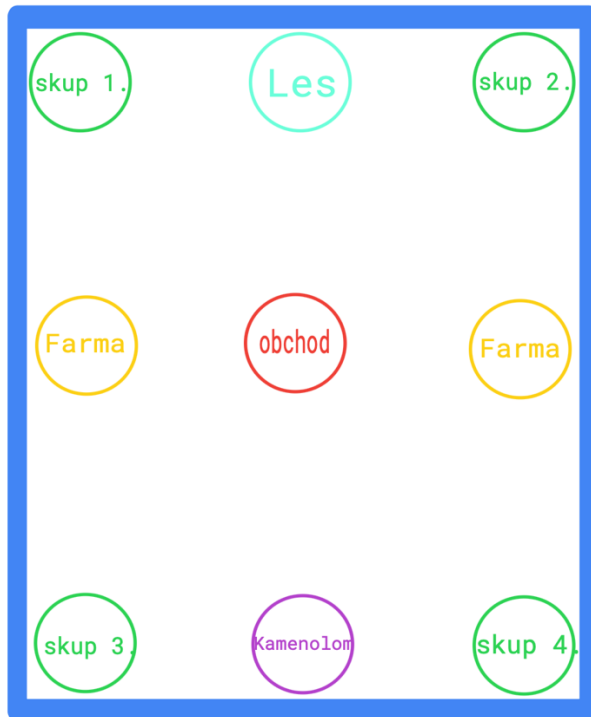 skup 1.
Les
skup 2.
Farma
obchod
Farma
skup 3.
Kamenolom
skup 4.